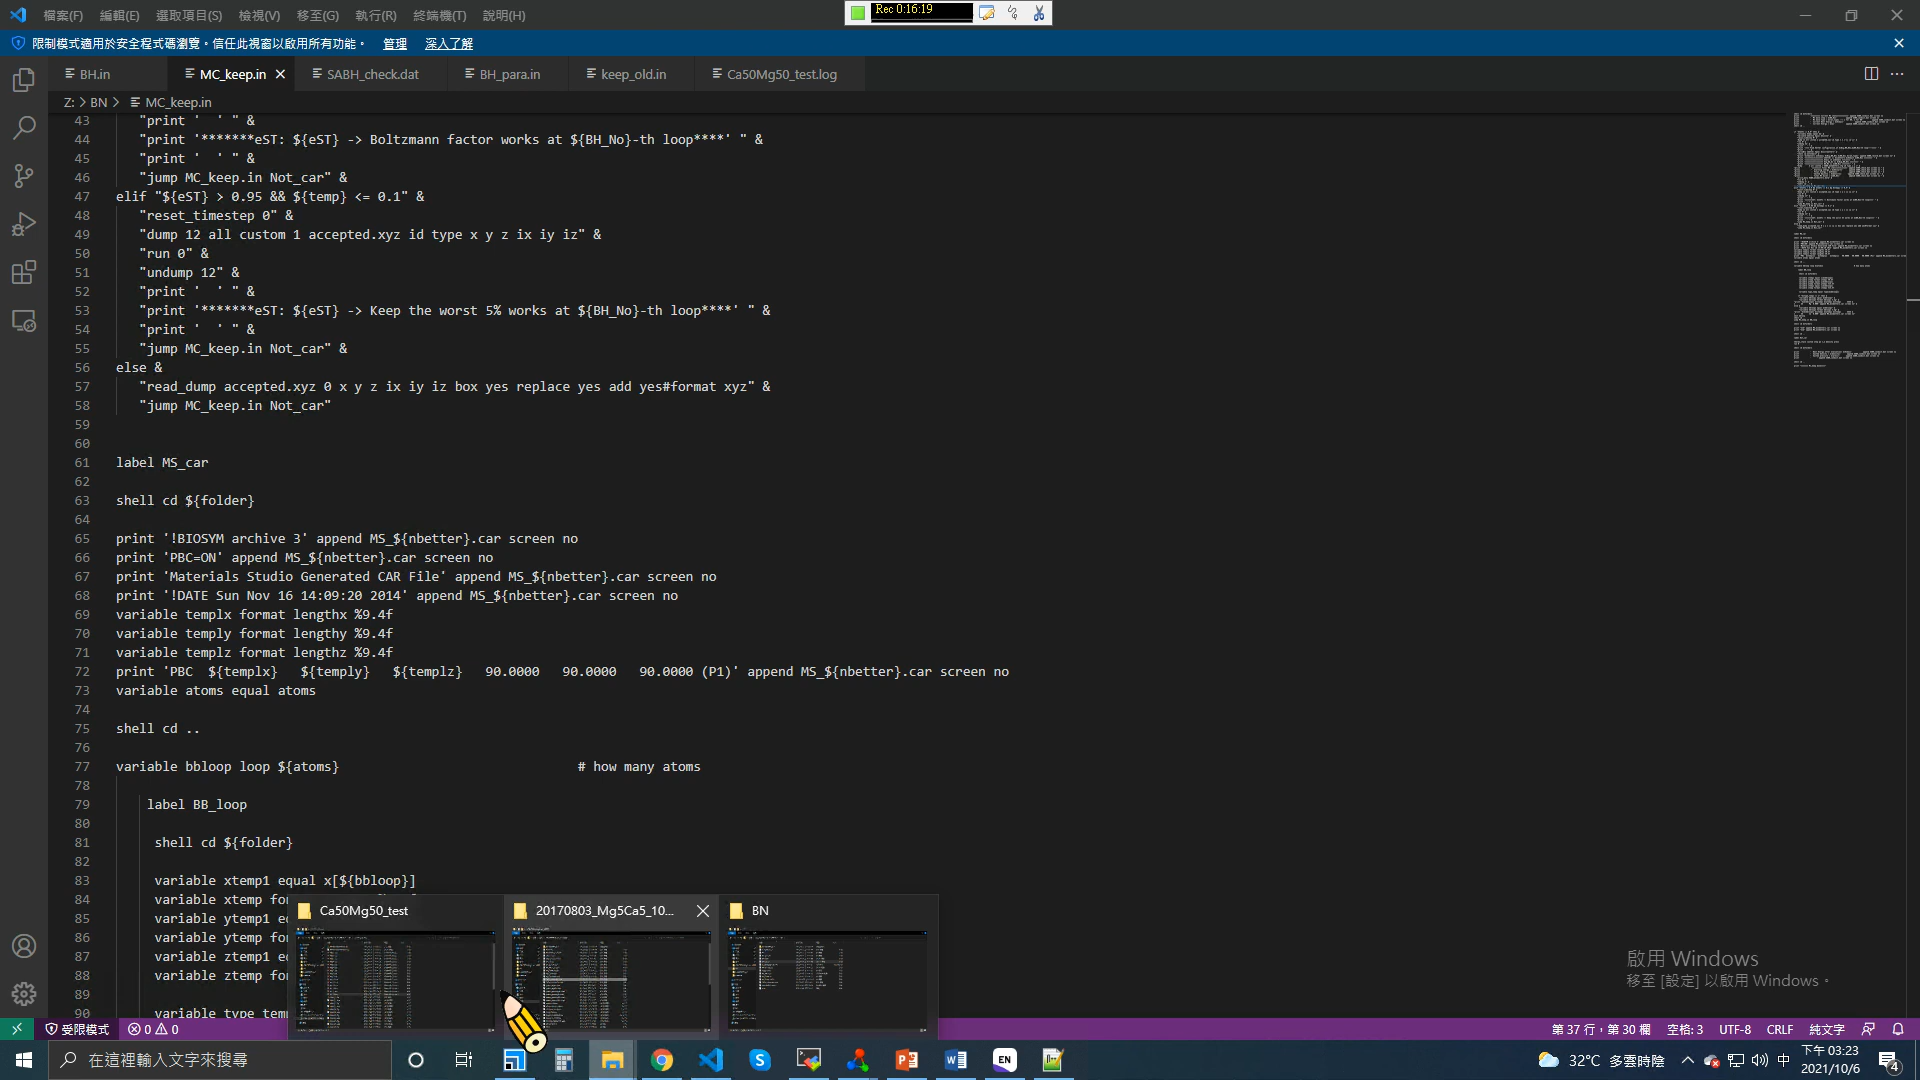 檔案(F) 編輯(E) 選取項目(S) 檢視(V) 移至(G) 執行(R) 終端機(T) 說明(H)
Rec 0:16:19
限制模式適用於安全程式碼瀏覽。信任此視窗以啟用所有功能。 管理 深入了解
BH.in MC_keep.in SABH_check.dat BH_para.in keep_old.in Ca50Mg50_test.log
Z: > BN > MC_keep.in
43 "print '  ' " &
44 "print '*******eST: ${eST} -> Boltzmann factor works at ${BH_No}-th loop****' " &
45 "print '  ' " &
46 "jump MC_keep.in Not_car" &
47 elif "${eST} > 0.95 && ${temp} <= 0.1" &
48 "reset_timestep 0" &
49 "dump 12 all custom 1 accepted.xyz id type x y z ix iy iz" &
50 "run 0" &
51 "undump 12" &
52 "print '  ' " &
53 "print '*******eST: ${eST} -> Keep the worst 5% works at ${BH_No}-th loop****' " &
54 "print '  ' " &
55 "jump MC_keep.in Not_car" &
56 else &
57 "read_dump accepted.xyz 0 x y z ix iy iz box yes replace yes add yes#format xyz" &
58 "jump MC_keep.in Not_car"
59
60
61 label MS_car
62
63 shell cd ${folder}
64
65 print '!BIOSYM archive 3' append MS_${nbetter}.car screen no
66 print 'PBC=ON' append MS_${nbetter}.car screen no
67 print 'Materials Studio Generated CAR File' append MS_${nbetter}.car screen no
68 print '!DATE Sun Nov 16 14:09:20 2014' append MS_${nbetter}.car screen no
69 variable templx format lengthx %9.4f
70 variable temply format lengthy %9.4f
71 variable templz format lengthz %9.4f
72 print 'PBC  ${templx}   ${temply}   ${templz}   90.0000   90.0000   90.0000 (P1)' append MS_${nbetter}.car screen no
73 variable atoms equal atoms
74
75 shell cd ..
76
77 variable bbloop loop ${atoms} # how many atoms
78
79 label BB_loop
80
81 shell cd ${folder}
82
83 variable xtemp1 equal x[${bbloop}]
84 variable xtemp for
85 variable ytemp1 e
86 variable ytemp for
87 variable ztemp1 e
88 variable ztemp for
89
90 variable type tem
Ca50Mg50_test 20170803_Mg5Ca5_10... BN
啟用 Windows
移至 [設定] 以啟用 Windows。
受限模式 0 0 第 37 行，第 30 欄 空格: 3 UTF-8 CRLF 純文字
在這裡輸入文字來搜尋 EN 32°C 多雲時陰 中 下午 03:23
2021/10/6 4